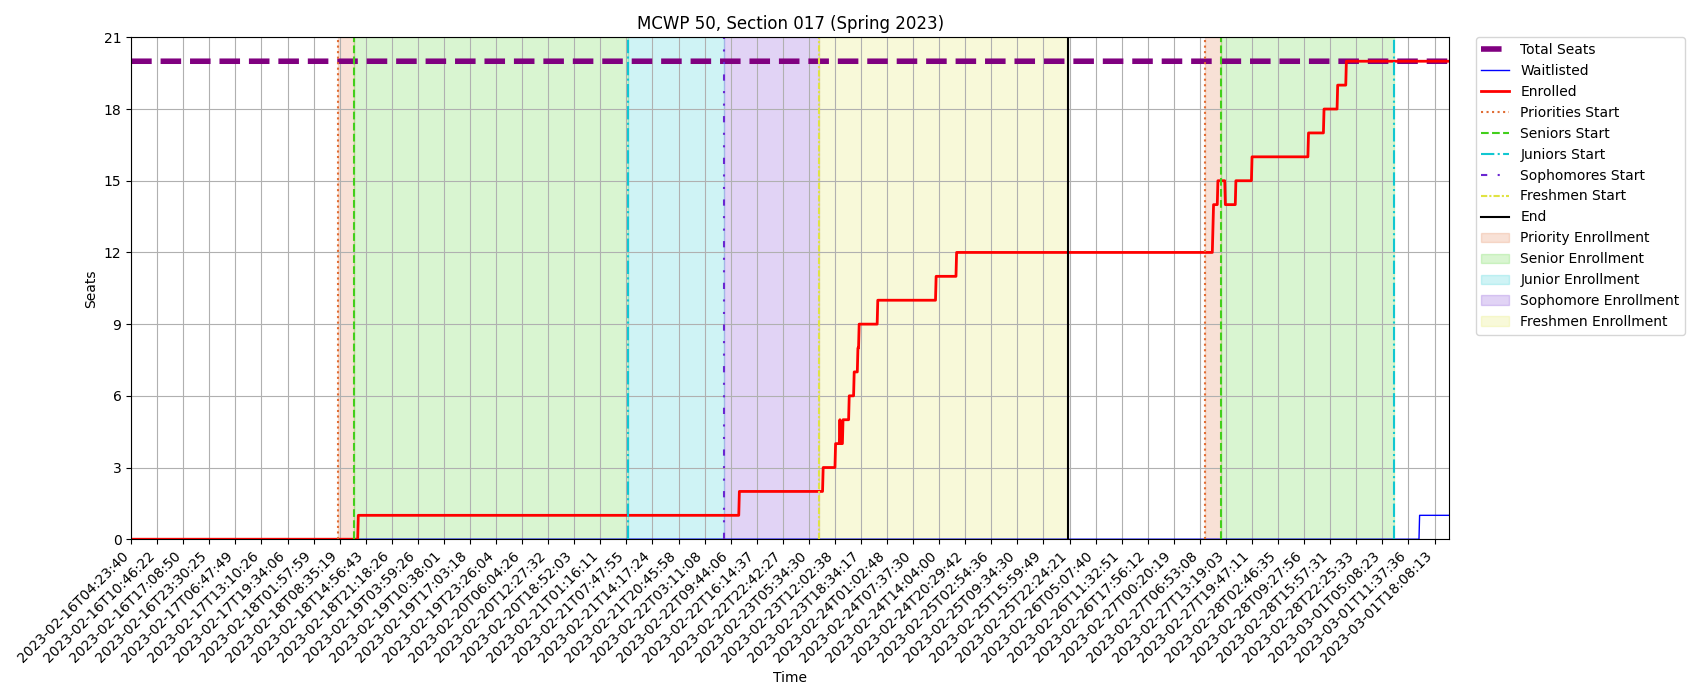 MCWP 50, Section 017 (Spring 2023)
21
18
15
12
9
6
3
0
Seats
2023-02-16T04:23:40
2023-02-16T10:46:22
2023-02-16T17:08:50
2023-02-16T23:30:25
2023-02-17T06:47:49
2023-02-17T13:10:26
2023-02-17T19:34:06
2023-02-18T01:57:59
2023-02-18T08:35:19
2023-02-18T14:56:43
2023-02-18T21:18:26
2023-02-19T03:59:26
2023-02-19T10:38:01
2023-02-19T17:03:18
2023-02-19T23:26:04
2023-02-20T06:04:26
2023-02-20T12:27:32
2023-02-20T18:52:03
2023-02-21T01:16:11
2023-02-21T07:47:55
2023-02-21T14:17:24
2023-02-21T20:45:58
2023-02-22T03:11:08
2023-02-22T09:44:06
2023-02-22T16:14:37
2023-02-22T22:42:27
2023-02-23T05:34:30
2023-02-23T12:02:38
2023-02-23T18:34:17
2023-02-24T01:02:48
2023-02-24T07:37:30
2023-02-24T14:04:00
2023-02-24T20:29:42
2023-02-25T02:54:36
2023-02-25T09:34:30
2023-02-25T15:59:49
2023-02-25T22:24:21
2023-02-26T05:07:40
2023-02-26T11:32:51
2023-02-26T17:56:12
2023-02-27T00:20:19
2023-02-27T06:53:08
2023-02-27T13:19:03
2023-02-27T19:47:11
2023-02-28T02:46:35
2023-02-28T09:27:56
2023-02-28T15:57:31
2023-02-28T22:25:33
2023-03-01T05:08:23
2023-03-01T11:37:36
2023-03-01T18:08:13
Time
Total Seats
Waitlisted
Enrolled
Priorities Start
Seniors Start
Juniors Start
Sophomores Start
Freshmen Start
End
Priority Enrollment
Senior Enrollment
Junior Enrollment
Sophomore Enrollment
Freshmen Enrollment